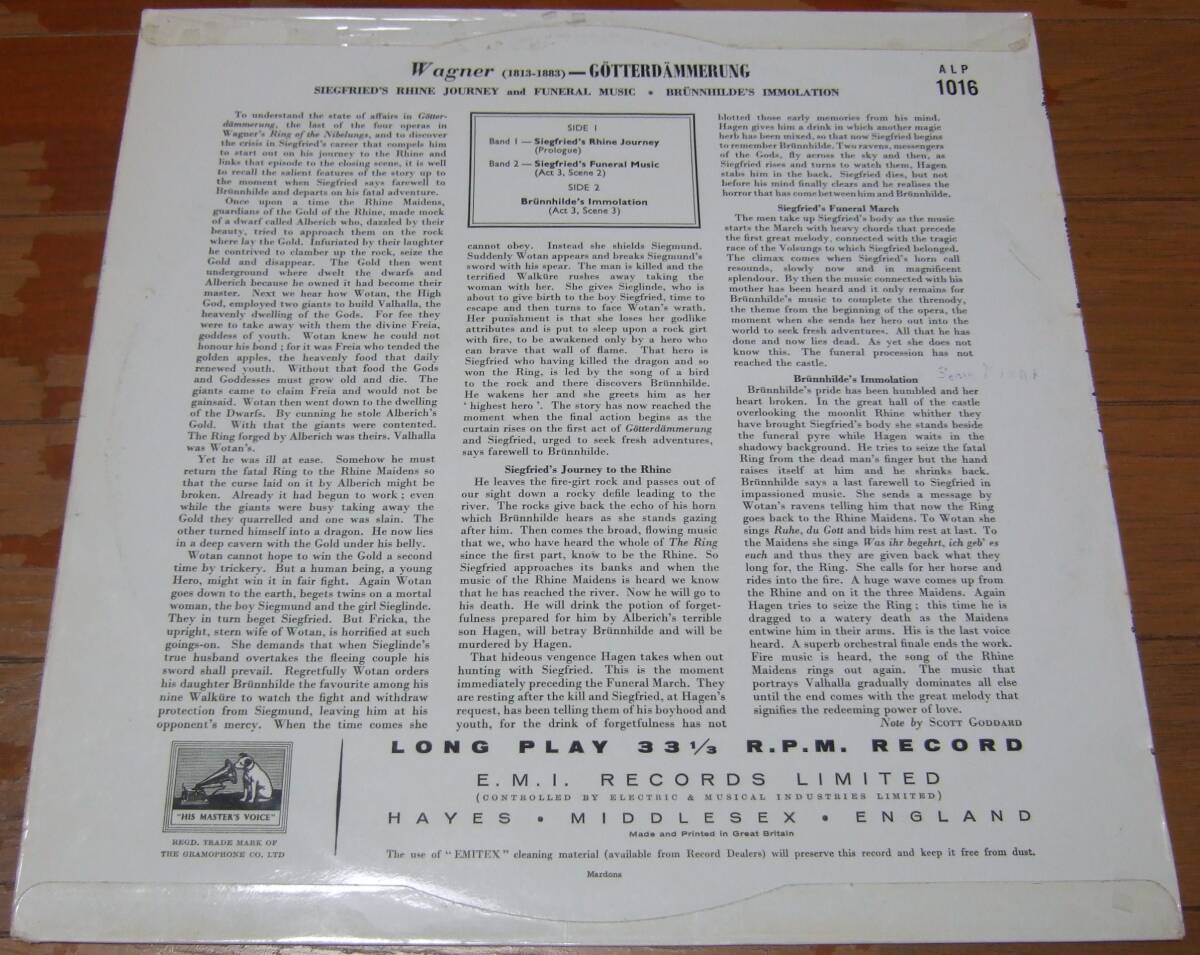 Wagner (1813-1883)—GÖTTERDÄMMERUNG
SIEGFRIED'S RHINE JOURNEY and FUNERAL MUSIC • BRÜNNHILDE'S IMMOLATION
ALP
1016
To understand the state of affairs in Götter-
dämmerung, the last of the four operas in
Wagner's Ring of the Nibelungs, and to discover
the crisis in Siegfried's career that compels him
to start out on his journey to the Rhine and
links that episode to the closing scene, it is well
to recall the salient features of the story up to
the moment when Siegfried says farewell to
Brünnhilde and departs on his fatal adventure.
Once upon a time the Rhine Maidens,
guardians of the Gold of the Rhine, made mock
of a dwarf called Alberich who, dazzled by their
beauty, tried to approach them on the rock
where lay the Gold. Infuriated by their laughter
he contrived to clamber up the rock, seize the
Gold and disappear. The Gold then went
underground where dwelt the dwarfs and
Alberich because he owned it had become their
master. Next we hear how Wotan, the High
God, employed two giants to build Valhalla, the
heavenly dwelling of the Gods. For fee they
were to take away with them the divine Freia,
goddess of youth. Wotan knew he could not
honour his bond ; for it was Freia who tended the
golden apples, the heavenly food that daily
renewed youth. Without that food the Gods
and Goddesses must grow old and die. The
giants came to claim Freia and would not be
gainsaid. Wotan then went down to the dwelling
of the Dwarfs. By cunning he stole Alberich's
Gold. With that the giants were contented.
The Ring forged by Alberich was theirs. Valhalla
was Wotan's.
Yet he was ill at ease. Somehow he must
return the fatal Ring to the Rhine Maidens so
that the curse laid on it by Alberich might be
broken. Already it had begun to work ; even
while the giants were busy taking away the
Gold they quarrelled and one was slain. The
other turned himself into a dragon. He now lies
in a deep cavern with the Gold under his belly.
Wotan cannot hope to win the Gold a second
time by trickery. But a human being, a young
Hero, might win it in fair fight. Again Wotan
goes down to the earth, begets twins on a mortal
woman, the boy Siegmund and the girl Sieglinde.
They in turn beget Siegfried. But Fricka, the
upright, stern wife of Wotan, is horrified at such
goings-on. She demands that when Sieglinde's
true husband overtakes the fleeing couple his
sword shall prevail. Regretfully Wotan orders
his daughter Brünnhilde the favourite among his
nine Walküre to watch the fight and withdraw
protection from Siegmund, leaving him at his
opponent's mercy. When the time comes she
SIDE 1
Band 1 — Siegfried's Rhine Journey
(Prologue)
Band 2 — Siegfried's Funeral Music
(Act 3, Scene 2)
SIDE 2
Brünnhilde's Immolation
(Act 3, Scene 3)
cannot obey. Instead she shields Siegmund.
Suddenly Wotan appears and breaks Siegmund's
sword with his spear. The man is killed and the
terrified Walküre rushes away taking the
woman with her. She gives Sieglinde, who is
about to give birth to the boy Siegfried, time to
escape and then turns to face Wotan's wrath.
Her punishment is that she loses her godlike
attributes and is put to sleep upon a rock girt
with fire, to be awakened only by a hero who
can brave that wall of flame. That hero is
Siegfried who having killed the dragon and so
won the Ring, is led by the song of a bird
to the rock and there discovers Brünnhilde.
He wakens her and she greets him as her
' highest hero '. The story has now reached the
moment when the final action begins as the
curtain rises on the first act of Götterdämmerung
and Siegfried, urged to seek fresh adventures,
says farewell to Brünnhilde.
Siegfried's Journey to the Rhine
He leaves the fire-girt rock and passes out of
our sight down a rocky defile leading to the
river. The rocks give back the echo of his horn
which Brünnhilde hears as she stands gazing
after him. Then comes the broad, flowing music
that we, who have heard the whole of The Ring
since the first part, know to be the Rhine. So
Siegfried approaches its banks and when the
music of the Rhine Maidens is heard we know
that he has reached the river. Now he will go to
his death. He will drink the potion of forget-
fulness prepared for him by Alberich's terrible
son Hagen, will betray Brünnhilde and will be
murdered by Hagen.
That hideous vengence Hagen takes when out
hunting with Siegfried. This is the moment
immediately preceding the Funeral March. They
are resting after the kill and Siegfried, at Hagen's
request, has been telling them of his boyhood and
youth, for the drink of forgetfulness has not
blotted those early memories from his mind.
Hagen gives him a drink in which another magic
herb has been mixed, so that now Siegfried begins
to remember Brünnhilde. Two ravens, messengers
of the Gods, fly across the sky and then, as
Siegfried rises and turns to watch them, Hagen
stabs him in the back. Siegfried dies, but not
before his mind finally clears and he realises the
horror that has come between him and Brünnhilde.
Siegfried's Funeral March
The men take up Siegfried's body as the music
starts the March with heavy chords that precede
the first great melody, connected with the tragic
race of the Volsungs to which Siegfried belonged.
The climax comes when Siegfried's horn call
resounds, slowly now and in magnificent
splendour. By then the music connected with his
mother has been heard and it only remains for
Brünnhilde's music to complete the threnody,
the theme from the beginning of the opera, the
moment when she sends her hero out into the
world to seek fresh adventures. All that he has
done and now lies dead. As yet she does not
know this. The funeral procession has not
reached the castle.
Brünnhilde's Immolation
Brünnhilde's pride has been humbled and her
heart broken. In the great hall of the castle
overlooking the moonlit Rhine whither they
have brought Siegfried's body she stands beside
the funeral pyre while Hagen waits in the
shadowy background. He tries to seize the fatal
Ring from the dead man's finger but the hand
raises itself at him and he shrinks back.
Brünnhilde says a last farewell to Siegfried in
impassioned music. She sends a message by
Wotan's ravens telling him that now the Ring
goes back to the Rhine Maidens. To Wotan she
sings Ruhe, du Gott and bids him rest at last. To
the Maidens she sings Was ihr begehrt, ich geb' es
euch and thus they are given back what they
long for, the Ring. She calls for her horse and
rides into the fire. A huge wave comes up from
the Rhine and on it the three Maidens. Again
Hagen tries to seize the Ring ; this time he is
dragged to a watery death as the Maidens
entwine him in their arms. His is the last voice
heard. A superb orchestral finale ends the work.
Fire music is heard, the song of the Rhine
Maidens rings out again. The music that
portrays Valhalla gradually dominates all else
until the end comes with the great melody that
signifies the redeeming power of love.
Note by SCOTT GODDARD
"HIS MASTER'S VOICE"
REGD. TRADE MARK OF
THE GRAMOPHONE CO. LTD
LONG PLAY 33 1/3 R.P.M. RECORD
E.M.I. RECORDS LIMITED
(CONTROLLED BY ELECTRIC & MUSICAL INDUSTRIES LIMITED)
HAYES • MIDDLESEX • ENGLAND
Made and Printed in Great Britain
The use of "EMITEX" cleaning material (available from Record Dealers) will preserve this record and keep it free from dust.
Mardons